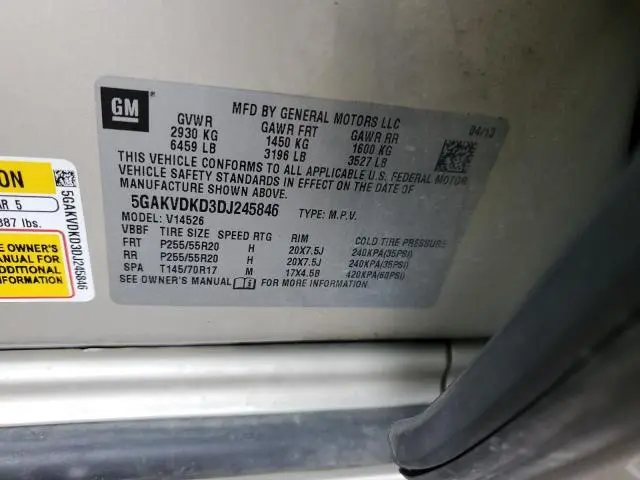 GM
MFD BY GENERAL MOTORS LLC
04/13
GVWR GAWR FRT GAWR RR
2930 KG 1450 KG 1600 KG
6459 LB 3196 LB 3527 LB
THIS VEHICLE CONFORMS TO ALL APPLICABLE U.S. FEDERAL MOTOR
VEHICLE SAFETY STANDARDS IN EFFECT ON THE DATE OF
MANUFACTURE SHOWN ABOVE.
5GAKVDKD3DJ245846 TYPE: M.P.V.
MODEL: V14526
VBBF TIRE SIZE SPEED RTG RIM COLD TIRE PRESSURE
FRT P255/55R20 H 20X7.5J 240KPA(35PSI)
RR P255/55R20 H 20X7.5J 240KPA(35PSI)
SPA T145/70R17 M 17X4.5B 420KPA(60PSI)
SEE OWNER'S MANUAL FOR MORE INFORMATION
ION
AR 5
387 lbs.
EE OWNER'S
MANUAL FOR
5GAKVDKD3DJ245846